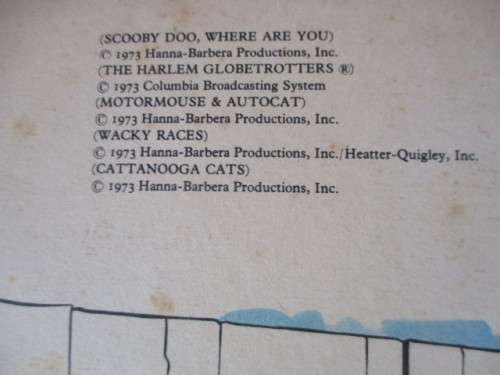 (SCOOBY DOO, WHERE ARE YOU)
© 1973 Hanna-Barbera Productions, Inc.
(THE HARLEM GLOBETROTTERS ®)
© 1973 Columbia Broadcasting System
(MOTORMOUSE & AUTOCAT)
© 1973 Hanna-Barbera Productions, Inc.
(WACKY RACES)
© 1973 Hanna-Barbera Productions, Inc./Heatter-Quigley, Inc.
(CATTANOOGA CATS)
© 1973 Hanna-Barbera Productions, Inc.